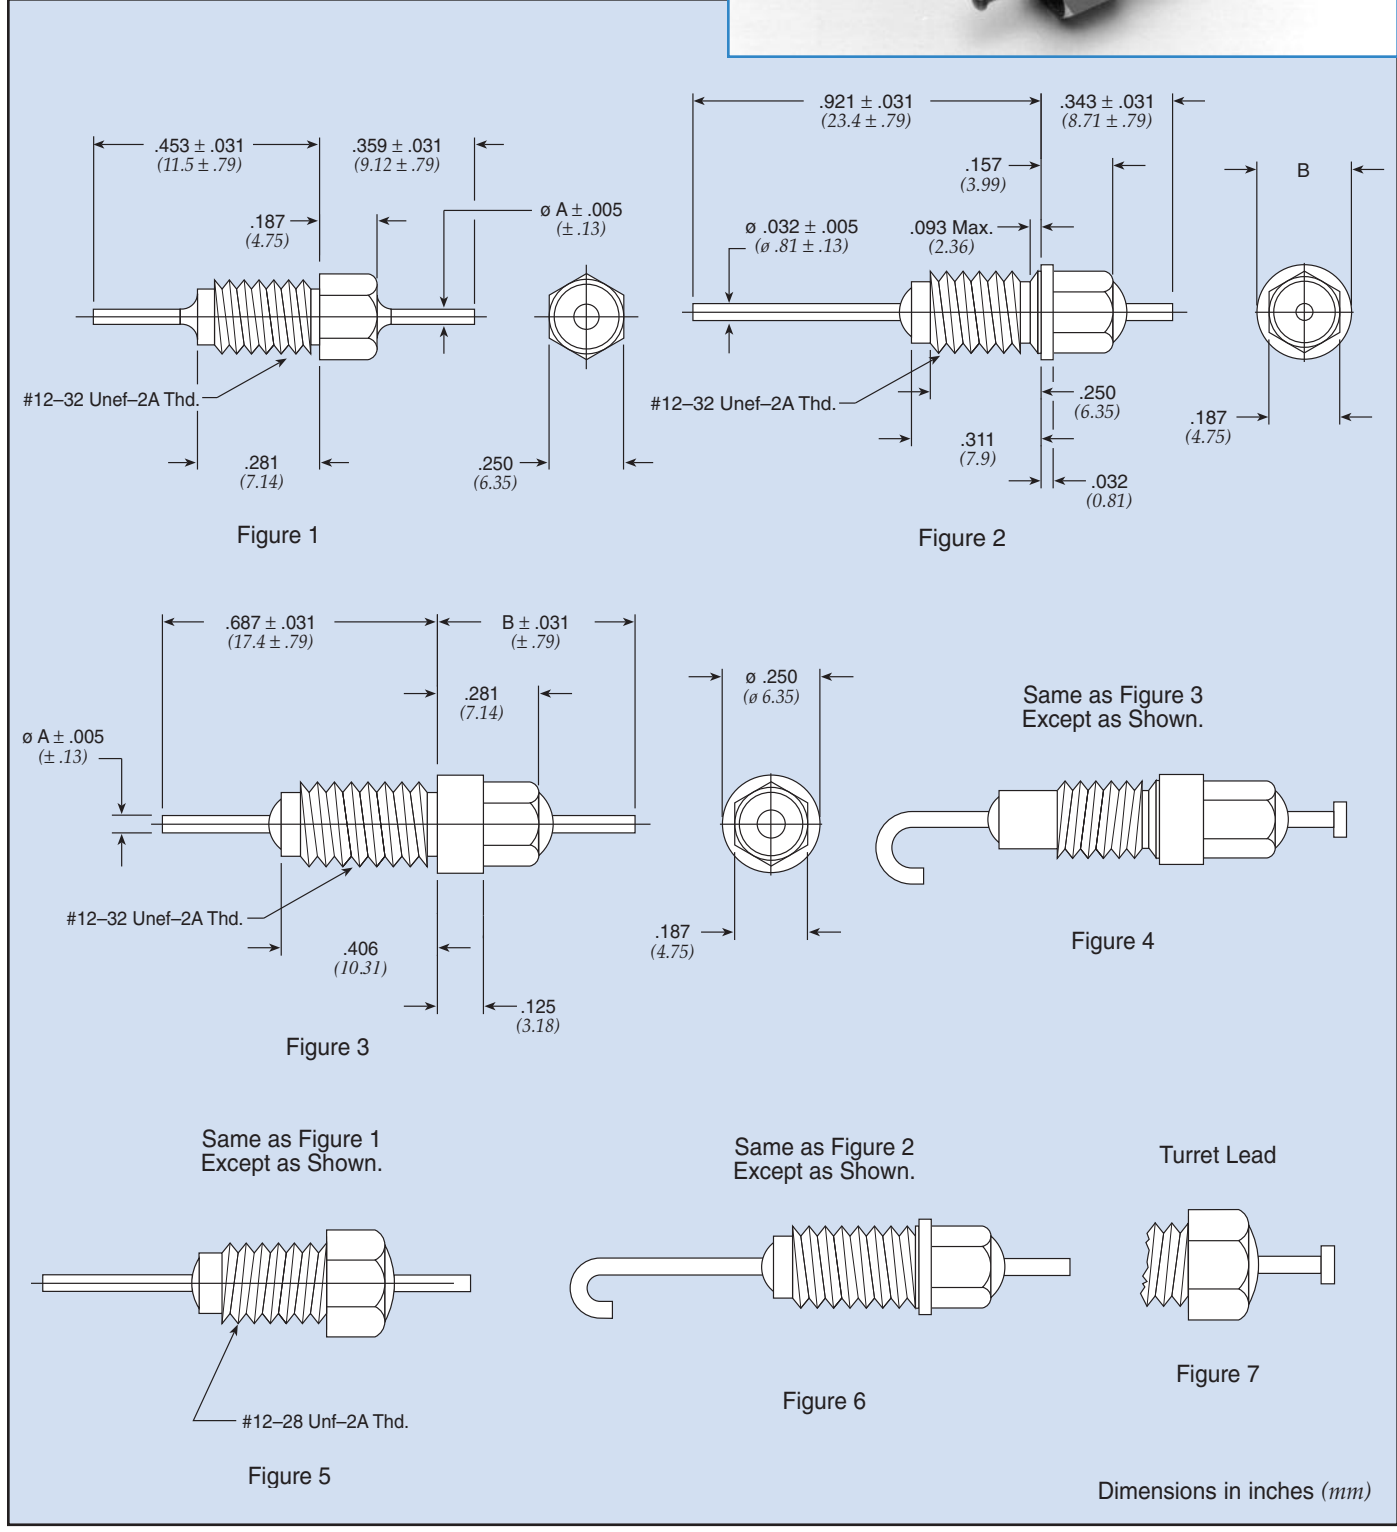 .453 ± .031
(11.5 ± .79)
.359 ± .031
(9.12 ± .79)
.187
(4.75)
ø A ± .005
(± .13)
#12–32 Unef–2A Thd.
.281
(7.14)
.250
(6.35)
Figure 1
.921 ± .031
(23.4 ± .79)
.343 ± .031
(8.71 ± .79)
.157
(3.99)
B
ø .032 ± .005
(ø .81 ± .13)
.093 Max.
(2.36)
#12–32 Unef–2A Thd.
.250
(6.35)
.311
(7.9)
.187
(4.75)
.032
(0.81)
Figure 2
.687 ± .031
(17.4 ± .79)
B ± .031
(± .79)
.281
(7.14)
ø A ± .005
(± .13)
ø .250
(ø 6.35)
#12–32 Unef–2A Thd.
.406
(10.31)
.187
(4.75)
.125
(3.18)
Figure 3
Same as Figure 3
Except as Shown.
Figure 4
Same as Figure 1
Except as Shown.
#12–28 Unf–2A Thd.
Figure 5
Same as Figure 2
Except as Shown.
Figure 6
Turret Lead
Figure 7
Dimensions in inches (mm)